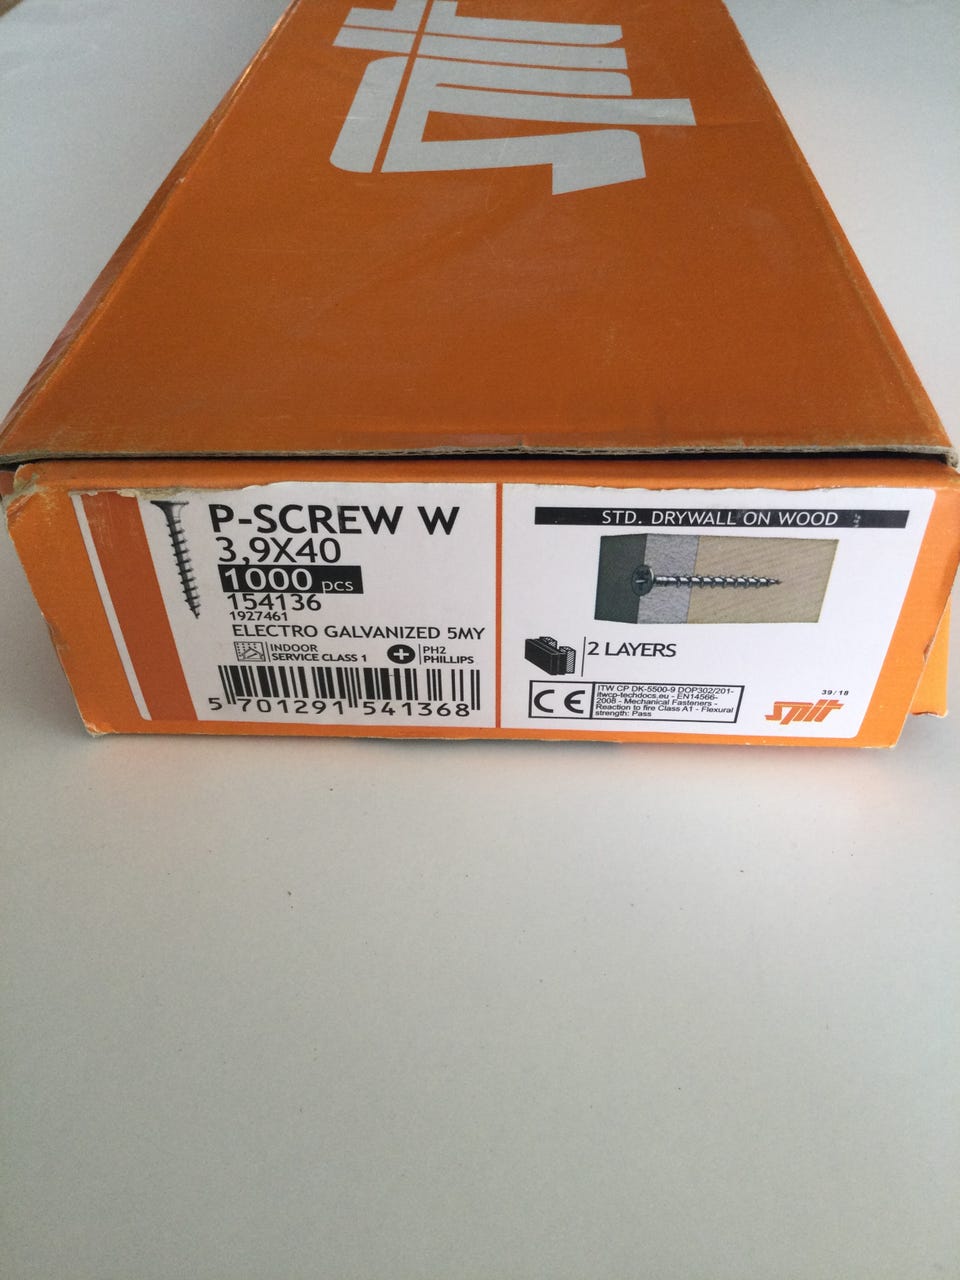 spit
P-SCREW W
3,9X40
1000 pcs
154136
1927461
ELECTRO GALVANIZED 5MY
INDOOR
SERVICE CLASS 1
PH2
PHILLIPS
5 701291 541368
STD. DRYWALL ON WOOD
2 LAYERS
CE
ITW CP DK-5500-9 DOP302/201-
itwcp-techdocs.eu - EN14566-
2008 - Mechanical Fasteners -
Reaction to fire Class A1 - Flexural
strength: Pass
39/18
spit